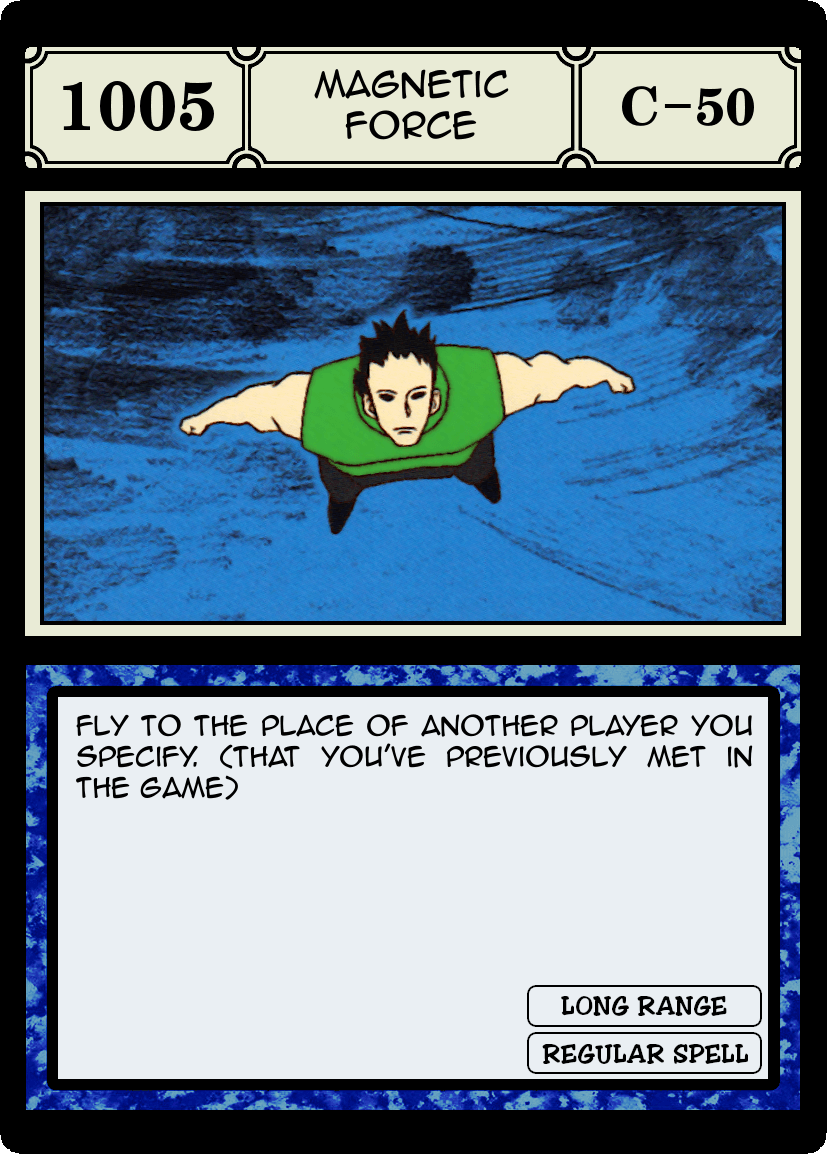 1005
MAGNETIC
FORCE
C-50
FLY TO THE PLACE OF ANOTHER PLAYER YOU
SPECIFY. (THAT YOU'VE PREVIOUSLY MET IN
THE GAME)
LONG RANGE
REGULAR SPELL